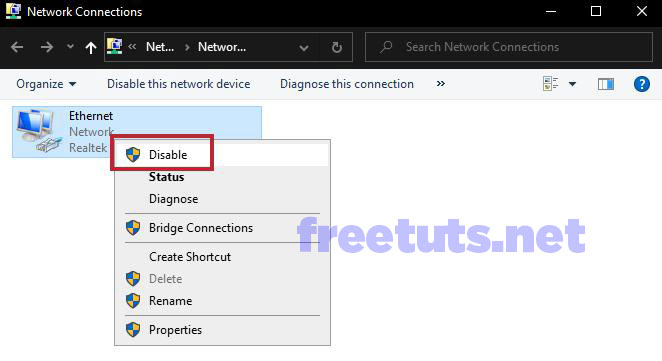 Network Connections
Net... Networ...
Search Network Connections
Organize Disable this network device Diagnose this connection »
Ethernet
Network
Realtek
Disable
Status
Diagnose
Bridge Connections
Create Shortcut
Delete
Rename
Properties
freetuts.net